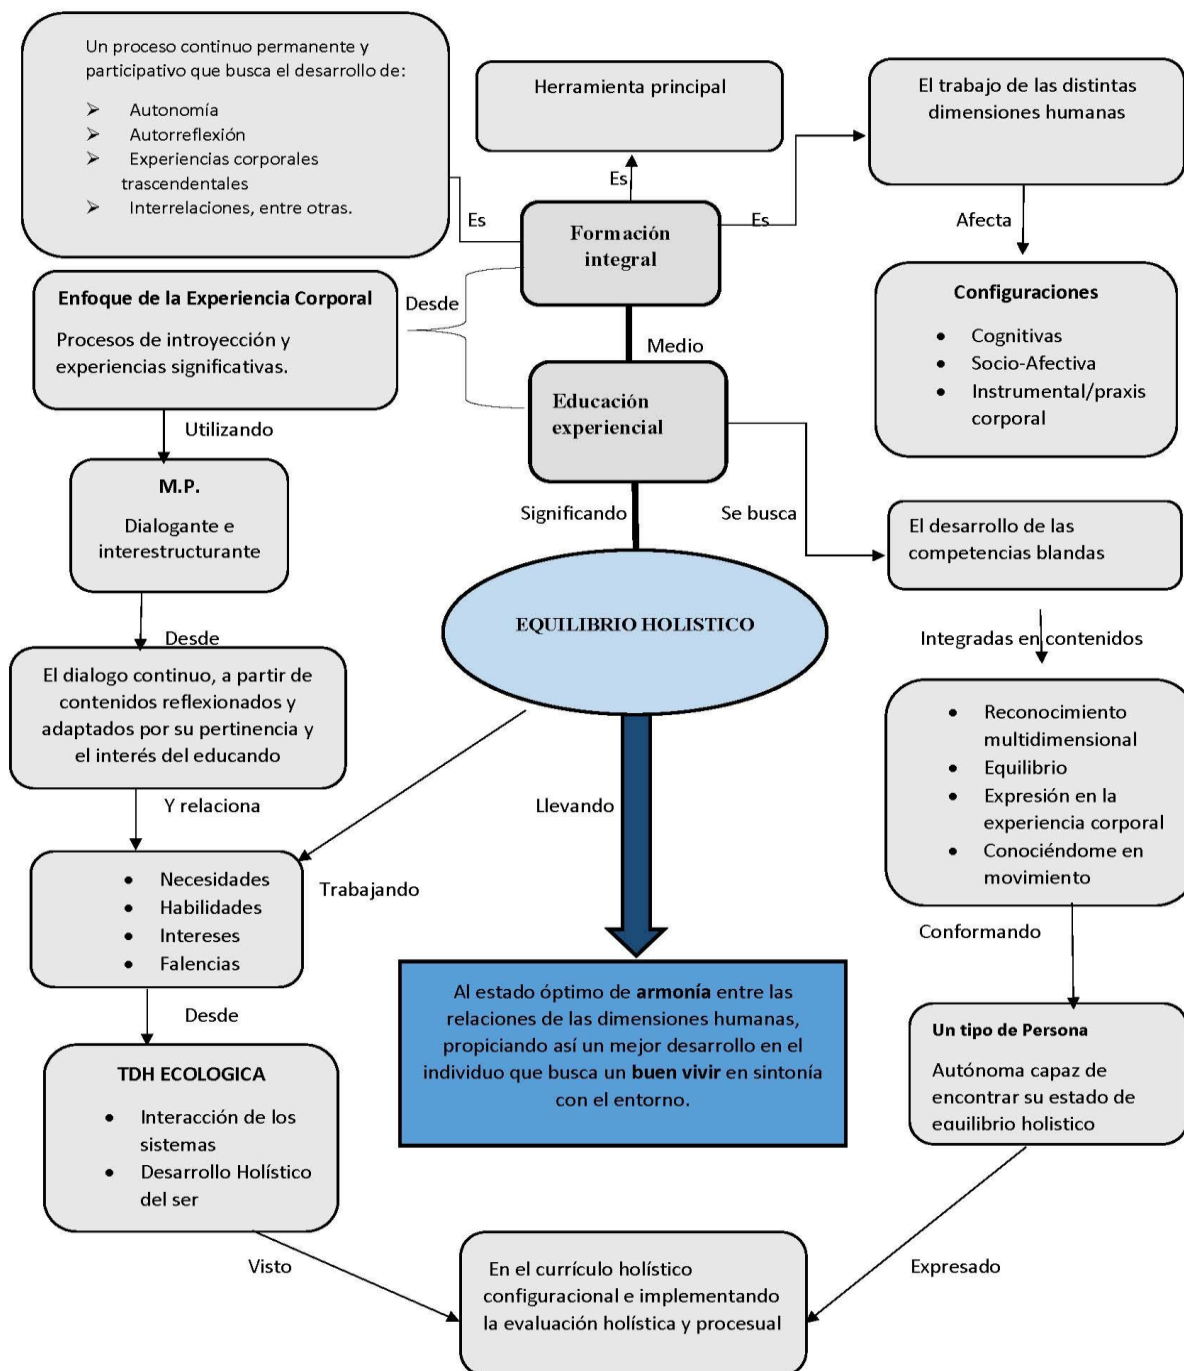 Un proceso continuo permanente y
participativo que busca el desarrollo de:
➢ Autonomía
➢ Autorreflexión
➢ Experiencias corporales
trascendentales
➢ Interrelaciones, entre otras.
Es
Herramienta principal
Es
Formación
integral
Es
El trabajo de las distintas
dimensiones humanas
Afecta
Configuraciones
• Cognitivas
• Socio-Afectiva
• Instrumental/praxis
corporal
Enfoque de la Experiencia Corporal
Procesos de introyección y
experiencias significativas.
Desde
Medio
Educación
experiencial
Utilizando
M.P.
Dialogante e
interestructurante
Significando
Se busca
El desarrollo de las
competencias blandas
EQUILIBRIO HOLISTICO
Desde
El dialogo continuo, a partir de
contenidos reflexionados y
adaptados por su pertinencia y
el interés del educando
Integradas en contenidos
• Reconocimiento
multidimensional
• Equilibrio
• Expresión en la
experiencia corporal
• Conociéndome en
movimiento
Y relaciona
Llevando
• Necesidades
• Habilidades
• Intereses
• Falencias
Trabajando
Conformando
Desde
Al estado óptimo de armonía entre las
relaciones de las dimensiones humanas,
propiciando así un mejor desarrollo en el
individuo que busca un buen vivir en sintonía
con el entorno.
Un tipo de Persona
Autónoma capaz de
encontrar su estado de
equilibrio holistico
TDH ECOLOGICA
• Interacción de los
sistemas
• Desarrollo Holístico
del ser
Visto
Expresado
En el currículo holístico
configuracional e implementando
la evaluación holística y procesual